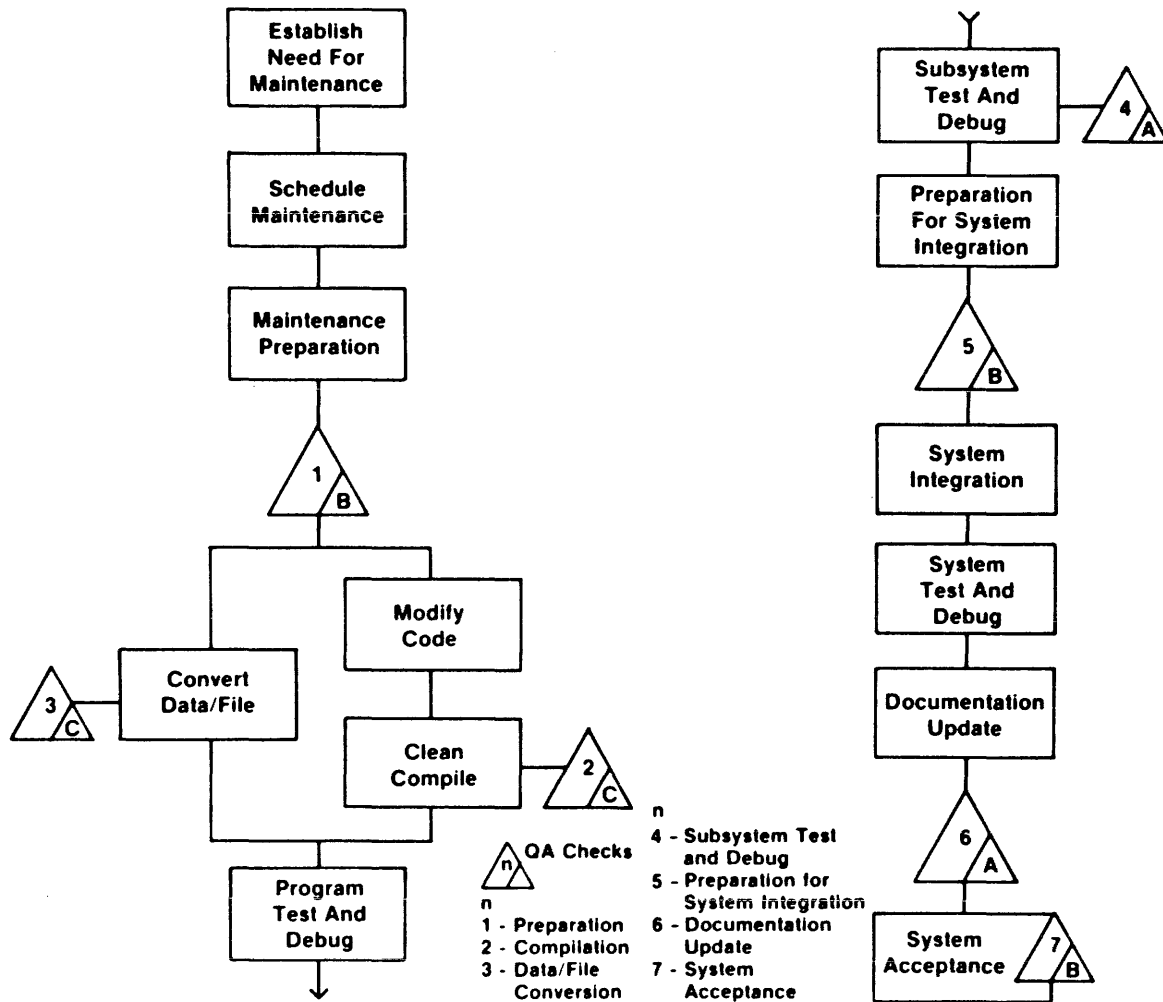 Establish
Need For
Maintenance
Schedule
Maintenance
Maintenance
Preparation
1
B
Modify
Code
Convert
Data/File
3
C
Clean
Compile
2
C
Program
Test And
Debug
n QA Checks
n
1 - Preparation
2 - Compilation
3 - Data/File
Conversion
n
4 - Subsystem Test
and Debug
5 - Preparation for
System Integration
6 - Documentation
Update
7 - System
Acceptance
Subsystem
Test And
Debug
4
A
Preparation
For System
Integration
5
B
System
Integration
System
Test And
Debug
Documentation
Update
6
A
System
Acceptance
7
B